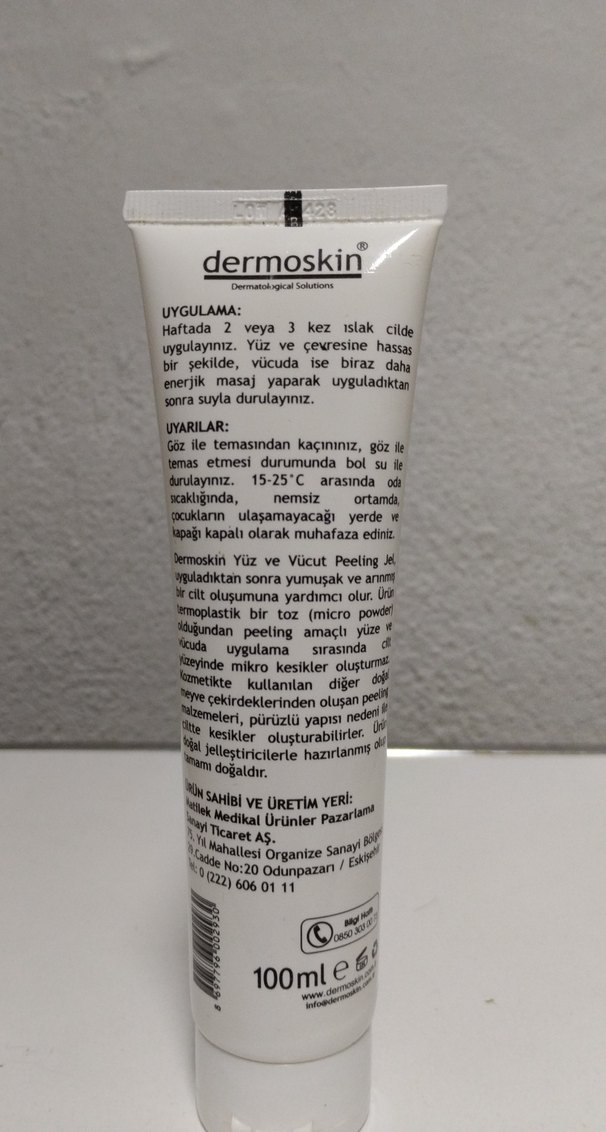 dermoskin®
Dermatological Solutions
UYGULAMA:
Haftada 2 veya 3 kez ıslak cilde
uygulayınız. Yüz ve çevresine hassas
bir şekilde, vücuda ise biraz daha
enerjik masaj yaparak uyguladıktan
sonra suyla durulayınız.
UYARILAR:
Göz ile temasından kaçınınız, göz ile
temas etmesi durumunda bol su ile
durulayınız. 15-25°C arasında oda
sıcaklığında, nemsiz ortamda,
çocukların ulaşamayacağı yerde ve
kapağı kapalı olarak muhafaza ediniz.
Dermoskin Yüz ve Vücut Peeling Jel,
uyguladıktan sonra yumuşak ve arınmış
bir cilt oluşumuna yardımcı olur. Ürün
termoplastik bir toz (micro powder)
olduğundan peeling amaçlı yüze ve
vücuda uygulama sırasında cilt
yüzeyinde mikro kesikler oluşturmaz.
Kozmetikte kullanılan diğer doğal
meyve çekirdeklerinden oluşan peeling
malzemeleri, pürüzlü yapısı nedeni ile
ciltte kesikler oluşturabilirler. Ürün
doğal jelleştiricilerle hazırlanmış olup
tamamı doğaldır.
ÜRÜN SAHİBİ VE ÜRETİM YERİ:
Matilek Medikal Ürünler Pazarlama
Sanayi Ticaret AŞ.
75. Yıl Mahallesi Organize Sanayi Bölgesi
Cadde No:20 Odunpazarı / Eskişehir
Tel: 0 (222) 606 01 11
Bilgi Hattı
0850 303 00
100ml e
www.dermoskin.com
info@dermoskin.com
8 697796 002930